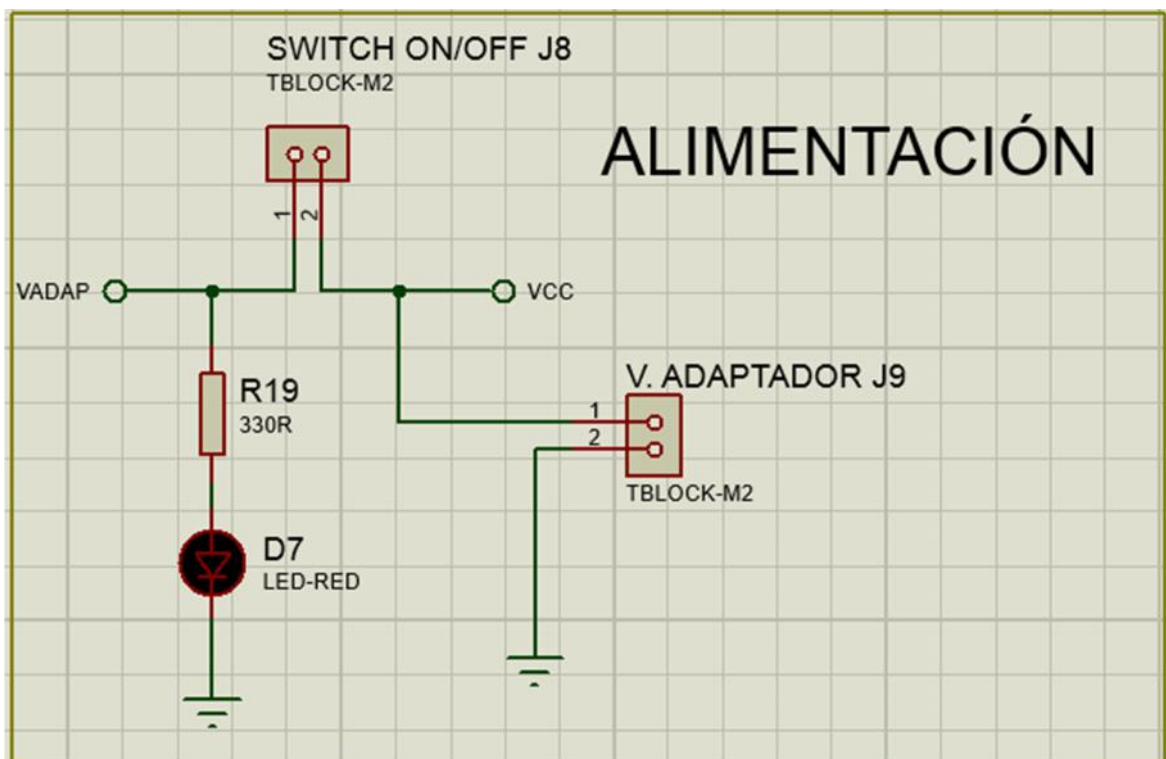 SWITCH ON/OFF J8
TBLOCK-M2
ALIMENTACIÓN
1
2
VADAP
VCC
R19
330R
V. ADAPTADOR J9
1
2
TBLOCK-M2
D7
LED-RED